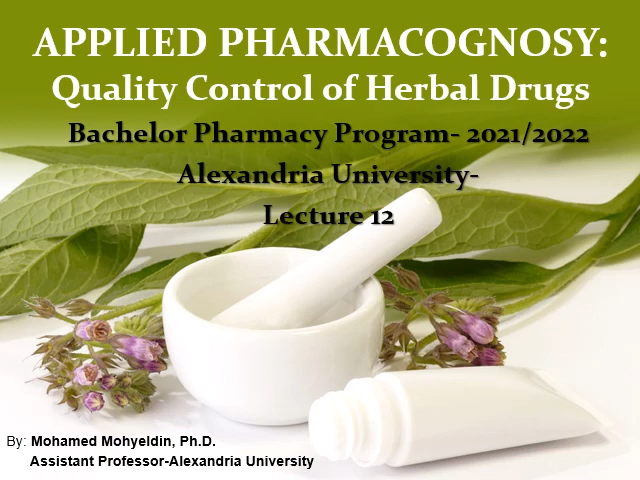 APPLIED PHARMACOGNOSY:
Quality Control of Herbal Drugs
Bachelor Pharmacy Program- 2021/2022
Alexandria University-
Lecture 12
By: Mohamed Mohyeldin, Ph.D.
Assistant Professor-Alexandria University